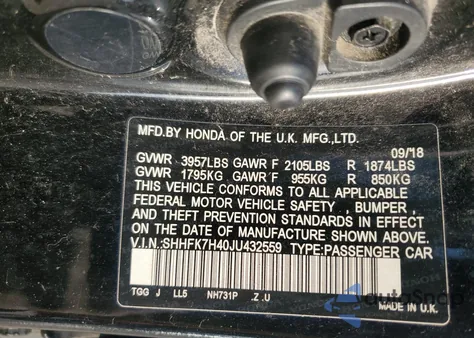 MFD.BY HONDA OF THE U.K. MFG.,LTD.
09/18
GVWR 3957LBS GAWR F 2105LBS R 1874LBS
GVWR 1795KG GAWR F 955KG R 850KG
THIS VEHICLE CONFORMS TO ALL APPLICABLE
FEDERAL MOTOR VEHICLE SAFETY , BUMPER ,
AND THEFT PREVENTION STANDARDS IN EFFECT
ON THE DATE OF MANUFACTURE SHOWN ABOVE.
V.I.N.:SHHFK7H40JU432559 TYPE:PASSENGER CAR
TGG J LL5 NH731P .Z .U
MADE IN U.K.